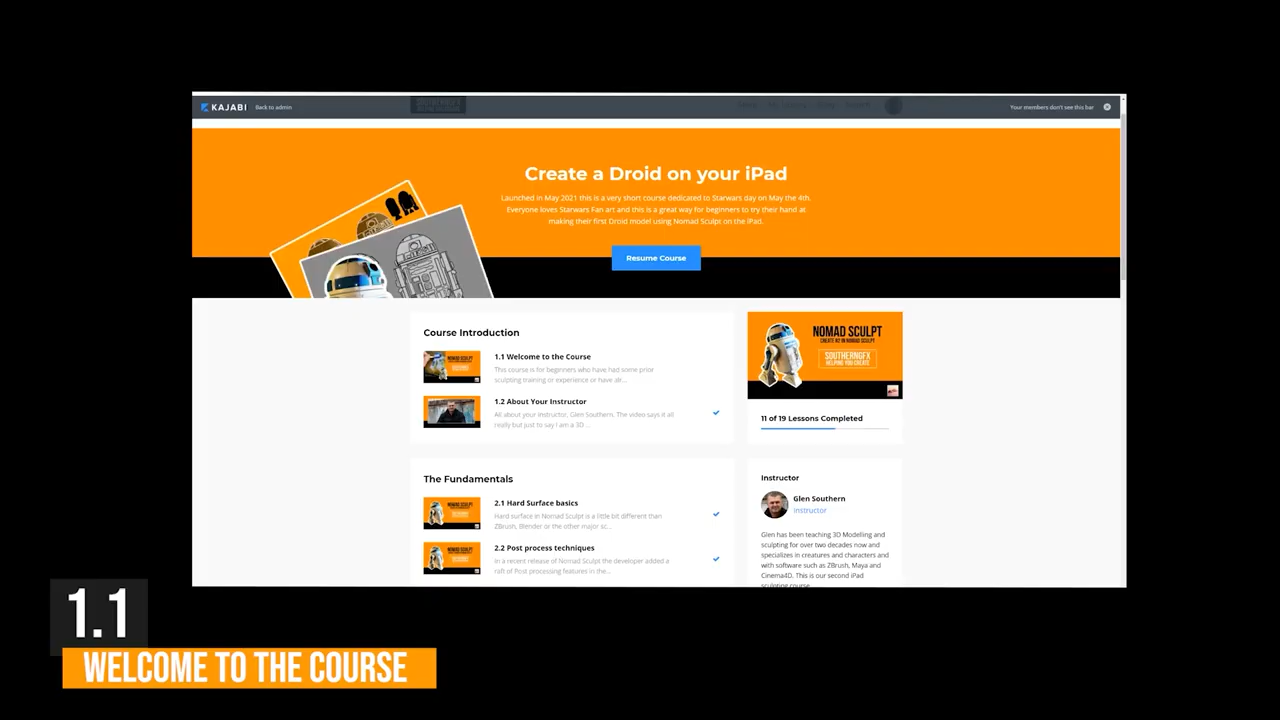 KAJABI Back to admin
Your members don't see this bar
Create a Droid on your iPad
Launched in May 2021 this is a very short course dedicated to Starwars day on May the 4th.
Everyone loves Starwars Fan art and this is a great way for beginners to try their hand at
making their first Droid model using Nomad Sculpt on the iPad.
Resume Course
Course Introduction
1.1 Welcome to the Course
This course is for beginners who have had some prior
sculpting training or experience or have alr...
1.2 About Your Instructor
All about your instructor, Glen Southern. The video says it all
really but just to say I am a 3D ...
NOMAD SCULPT
CREATE R2 IN NOMAD SCULPT
SOUTHERNGFX
HELPING YOU CREATE
11 of 19 Lessons Completed
The Fundamentals
2.1 Hard Surface basics
Hard surface in Nomad Sculpt is a little bit different than
ZBrush, Blender or the other major sc...
2.2 Post process techniques
In a recent release of Nomad Sculpt the developer added a
raft of Post processing features in the...
Instructor
Glen Southern
Instructor
Glen has been teaching 3D Modelling and
sculpting for over two decades now and
specializes in creatures and characters and
with software such as ZBrush, Maya and
Cinema4D. This is our second iPad
sculpting course
1.1
WELCOME TO THE COURSE